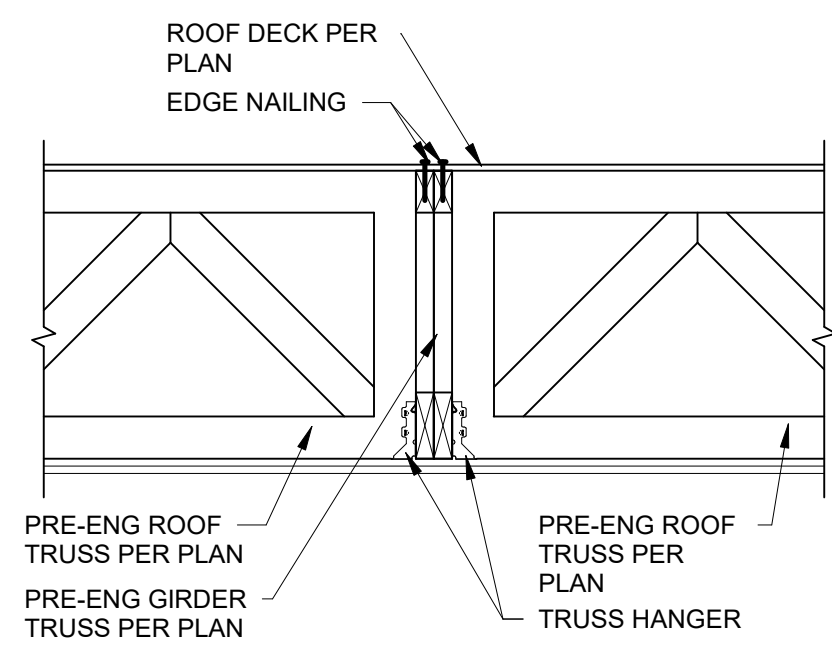 ROOF DECK PER
PLAN
EDGE NAILING
PRE-ENG ROOF
TRUSS PER PLAN
PRE-ENG GIRDER
TRUSS PER PLAN
PRE-ENG ROOF
TRUSS PER
PLAN
TRUSS HANGER